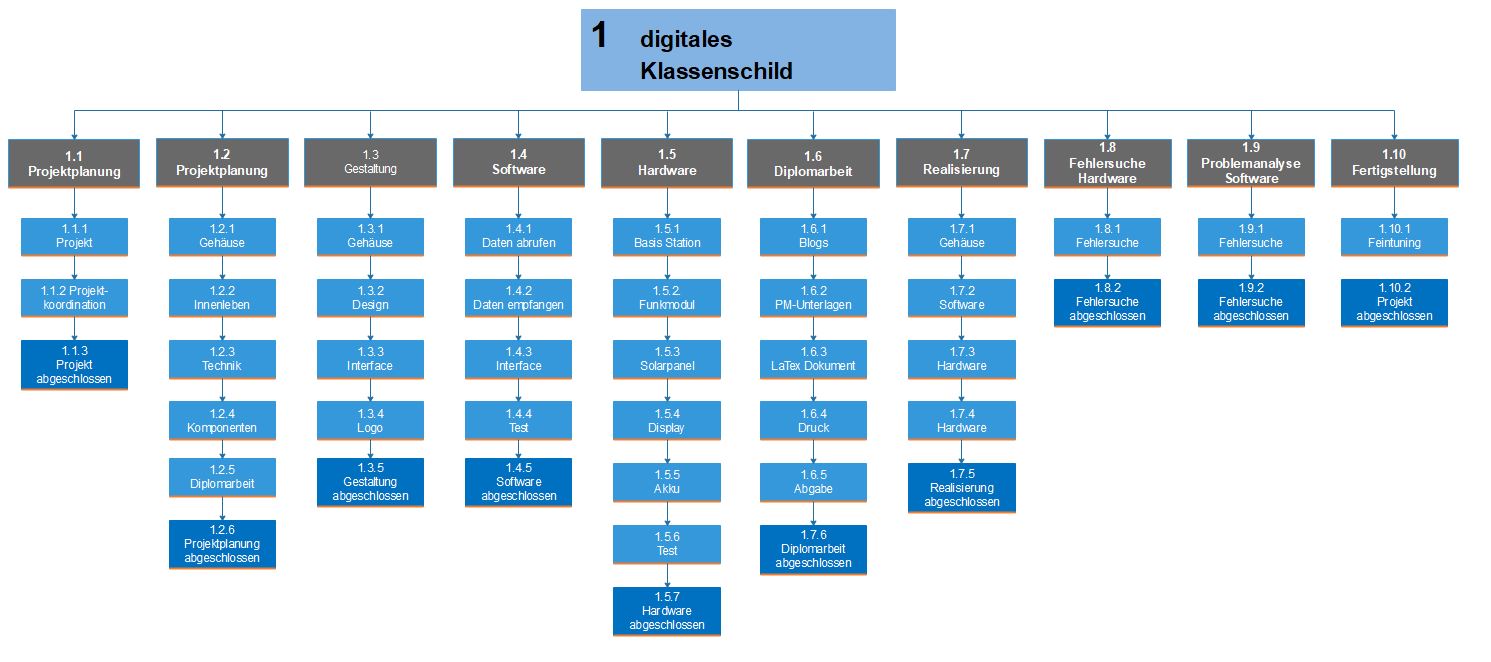 1 digitales
Klassenschild
1.1
Projektplanung
1.2
Projektplanung
1.3
Gestaltung
1.4
Software
1.5
Hardware
1.6
Diplomarbeit
1.7
Realisierung
1.8
Fehlersuche
Hardware
1.9
Problemanalyse
Software
1.10
Fertigstellung
1.1.1
Projekt
1.1.2 Projekt-
koordination
1.1.3
Projekt
abgeschlossen
1.2.1
Gehäuse
1.2.2
Innenleben
1.2.3
Technik
1.2.4
Komponenten
1.2.5
Diplomarbeit
1.2.6
Projektplanung
abgeschlossen
1.3.1
Gehäuse
1.3.2
Design
1.3.3
Interface
1.3.4
Logo
1.3.5
Gestaltung
abgeschlossen
1.4.1
Daten abrufen
1.4.2
Daten empfangen
1.4.3
Interface
1.4.4
Test
1.4.5
Software
abgeschlossen
1.5.1
Basis Station
1.5.2.
Funkmodul
1.5.3
Solarpanel
1.5.4
Display
1.5.5
Akku
1.5.6
Test
1.5.7
Hardware
abgeschlossen
1.6.1
Blogs
1.6.2
PM-Unterlagen
1.6.3
LaTex Dokument
1.6.4
Druck
1.6.5
Abgabe
1.7.6
Diplomarbeit
abgeschlossen
1.7.1
Gehäuse
1.7.2
Software
1.7.3
Hardware
1.7.4
Hardware
1.7.5
Realisierung
abgeschlossen
1.8.1
Fehlersuche
1.8.2
Fehlersuche
abgeschlossen
1.9.1
Fehlersuche
1.9.2
Fehlersuche
abgeschlossen
1.10.1
Feintuning
1.10.2
Projekt
abgeschlossen